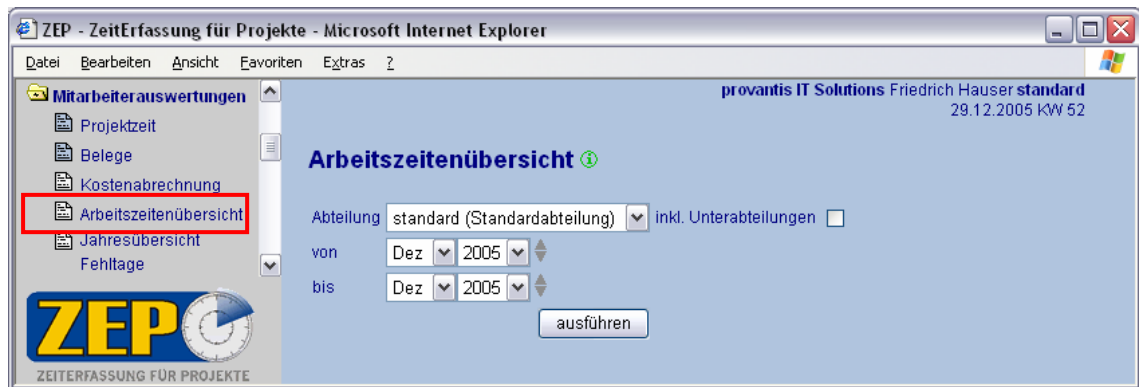 ZEP - ZeitErfassung für Projekte - Microsoft Internet Explorer
Datei Bearbeiten Ansicht Favoriten Extras ?
Mitarbeiterauswertungen
Projektzeit
Belege
Kostenabrechnung
Arbeitszeitenübersicht
Jahresübersicht
Fehltage
ZEP
ZEITERFASSUNG FÜR PROJEKTE
provantis IT Solutions Friedrich Hauser standard
29.12.2005 KW 52
Arbeitszeitenübersicht
Abteilung standard (Standardabteilung) inkl. Unterabteilungen
von Dez 2005
bis Dez 2005
ausführen